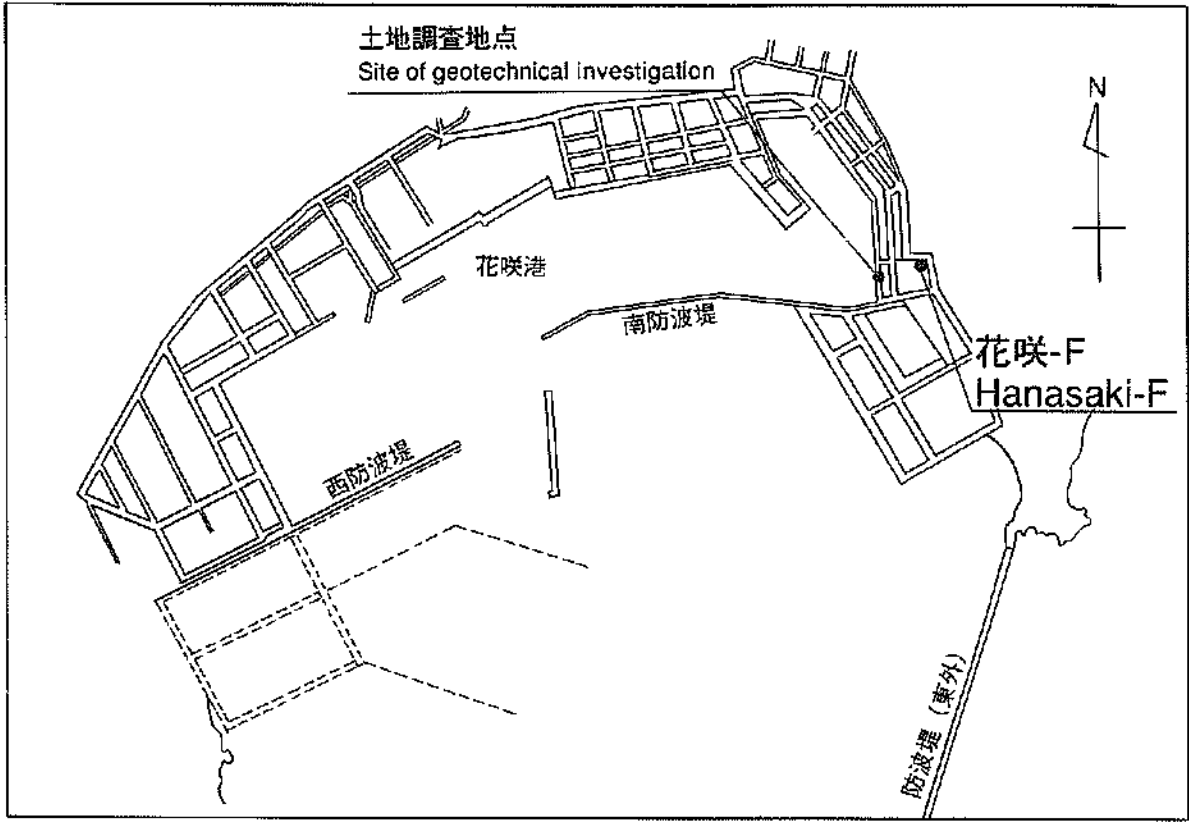 土地調査地点
Site of geotechnical investigation
N
花咲港
南防波堤
花咲-F
Hanasaki-F
西防波堤
防波堤（東外）